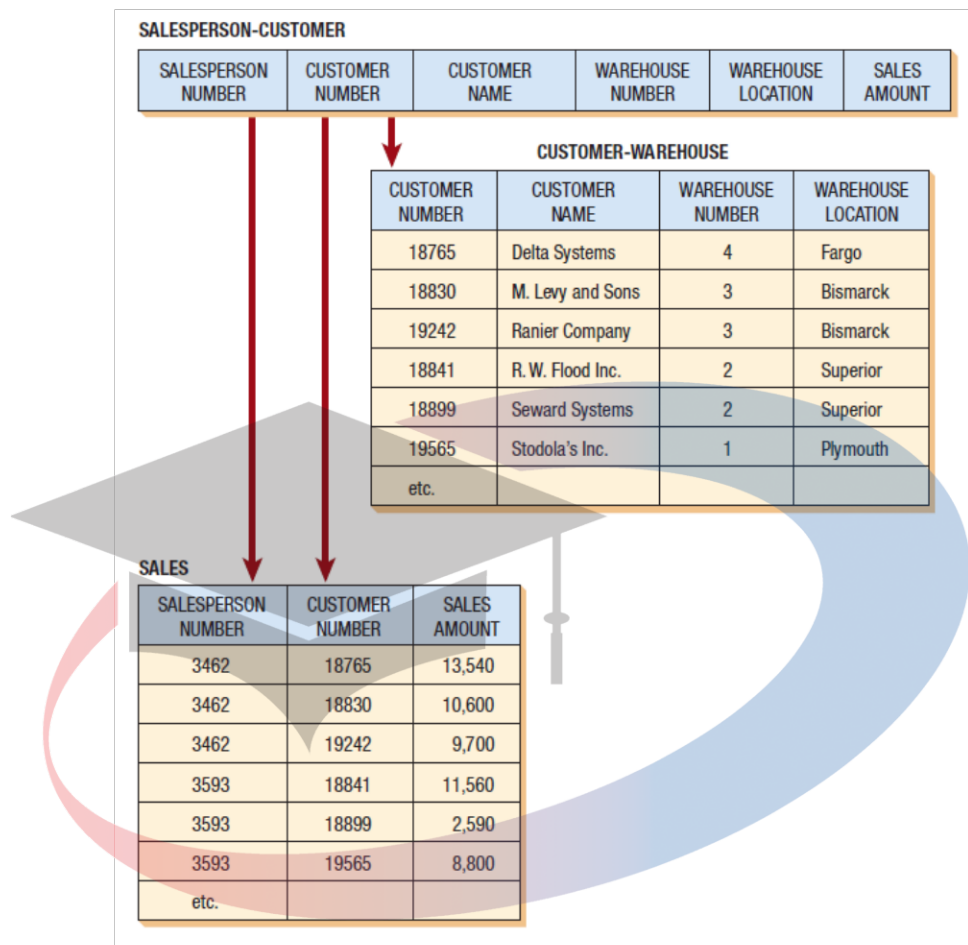 SALESPERSON-CUSTOMER
SALESPERSON NUMBER CUSTOMER NUMBER CUSTOMER NAME WAREHOUSE NUMBER WAREHOUSE LOCATION SALES AMOUNT
CUSTOMER-WAREHOUSE
CUSTOMER NUMBER CUSTOMER NAME WAREHOUSE NUMBER WAREHOUSE LOCATION
18765 Delta Systems 4 Fargo
18830 M. Levy and Sons 3 Bismarck
19242 Ranier Company 3 Bismarck
18841 R. W. Flood Inc. 2 Superior
18899 Seward Systems 2 Superior
19565 Stodola's Inc. 1 Plymouth
etc.
SALES
SALESPERSON NUMBER CUSTOMER NUMBER SALES AMOUNT
3462 18765 13,540
3462 18830 10,600
3462 19242 9,700
3593 18841 11,560
3593 18899 2,590
3593 19565 8,800
etc.